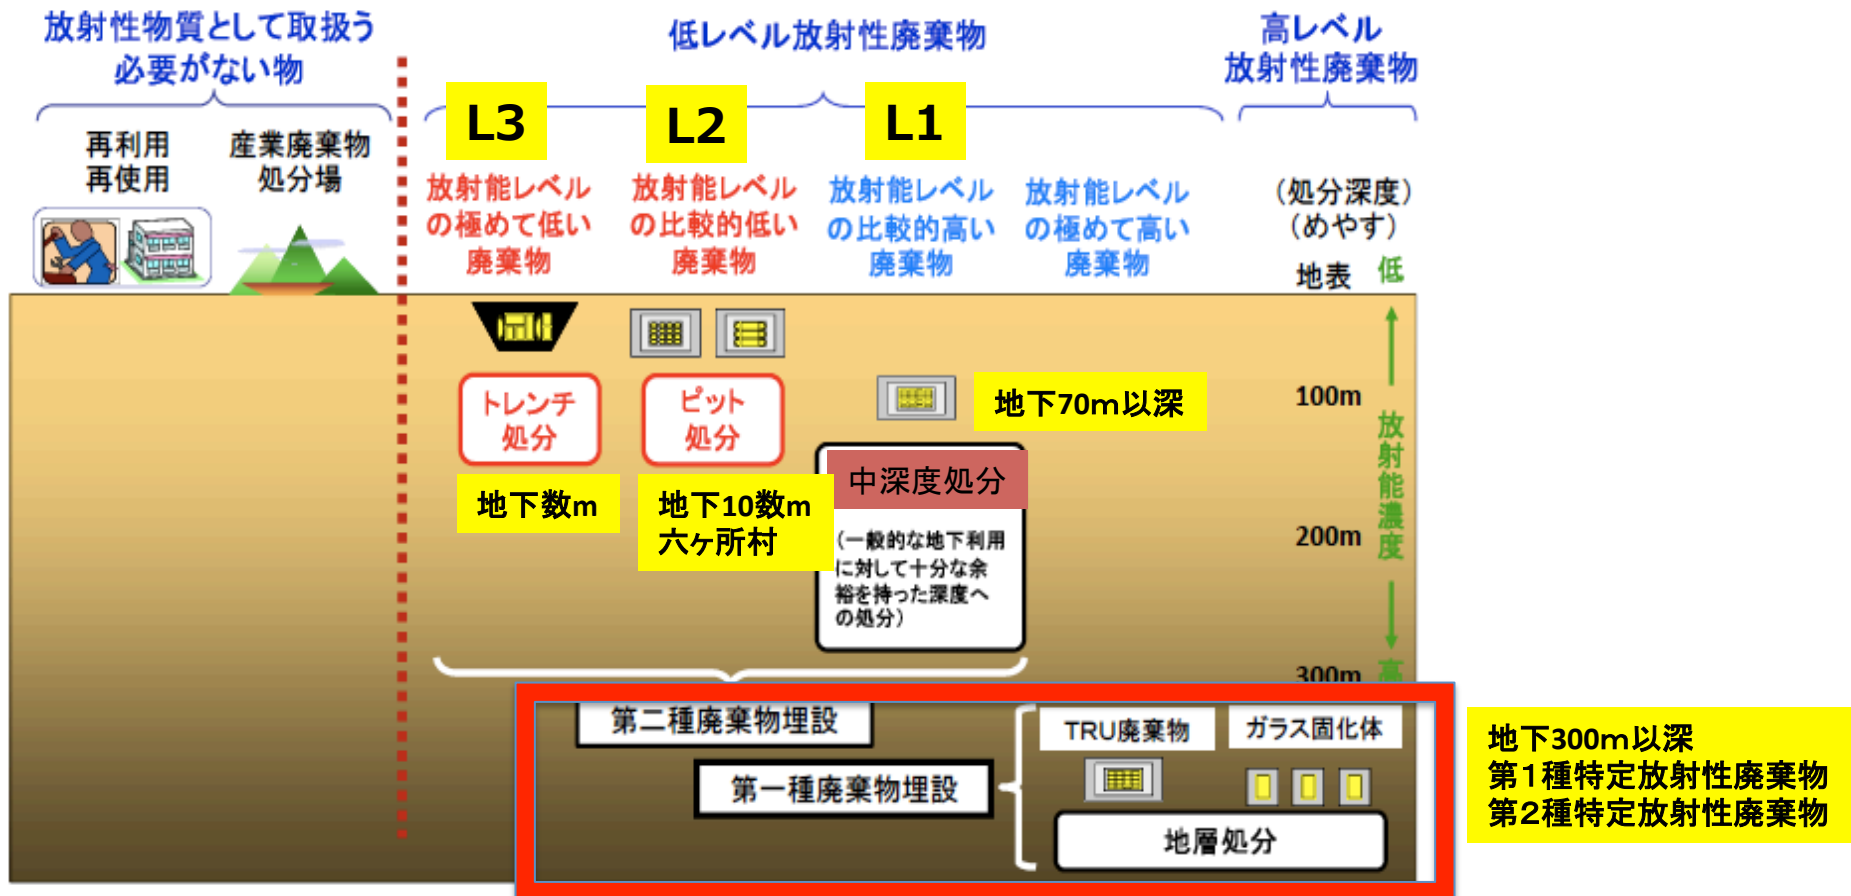 放射性物質として取扱う
必要がない物
低レベル放射性廃棄物
高レベル
放射性廃棄物
再利用
再使用
産業廃棄物
処分場
L3
L2
L1
放射能レベル
の極めて低い
廃棄物
放射能レベル
の比較的低い
廃棄物
放射能レベル
の比較的高い
廃棄物
放射能レベル
の極めて高い
廃棄物
（処分深度）
（めやす）
地表
低
トレンチ
処分
ピット
処分
地下70m以深
100m
放射能濃度
地下数m
地下10数m
六ヶ所村
中深度処分
（一般的な地下利用
に対して十分な余
裕を持った深度へ
の処分）
200m
300m
高
第二種廃棄物埋設
第一種廃棄物埋設
TRU廃棄物
ガラス固化体
地層処分
地下300m以深
第1種特定放射性廃棄物
第2種特定放射性廃棄物